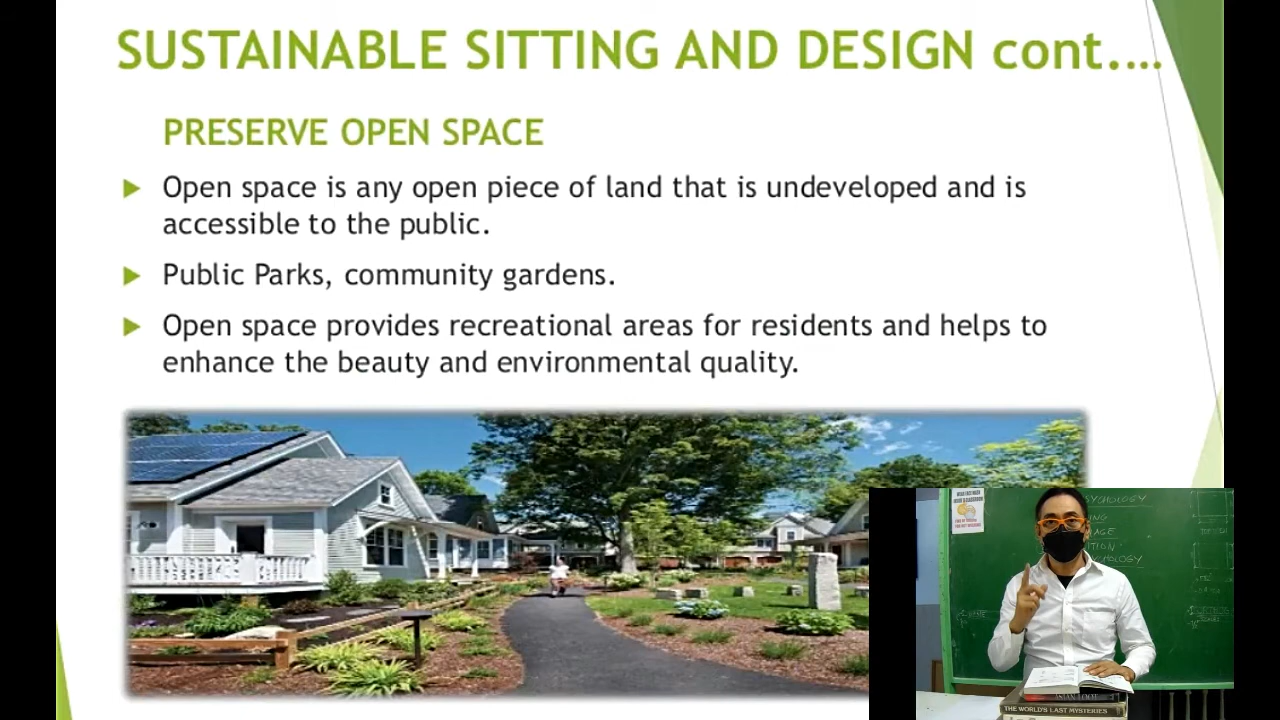 SUSTAINABLE SITTING AND DESIGN cont.…
PRESERVE OPEN SPACE
Open space is any open piece of land that is undeveloped and is
accessible to the public.
Public Parks, community gardens.
Open space provides recreational areas for residents and helps to
enhance the beauty and environmental quality.
PSYCHOLOGY
THE WORLD'S LAST MYSTERIES